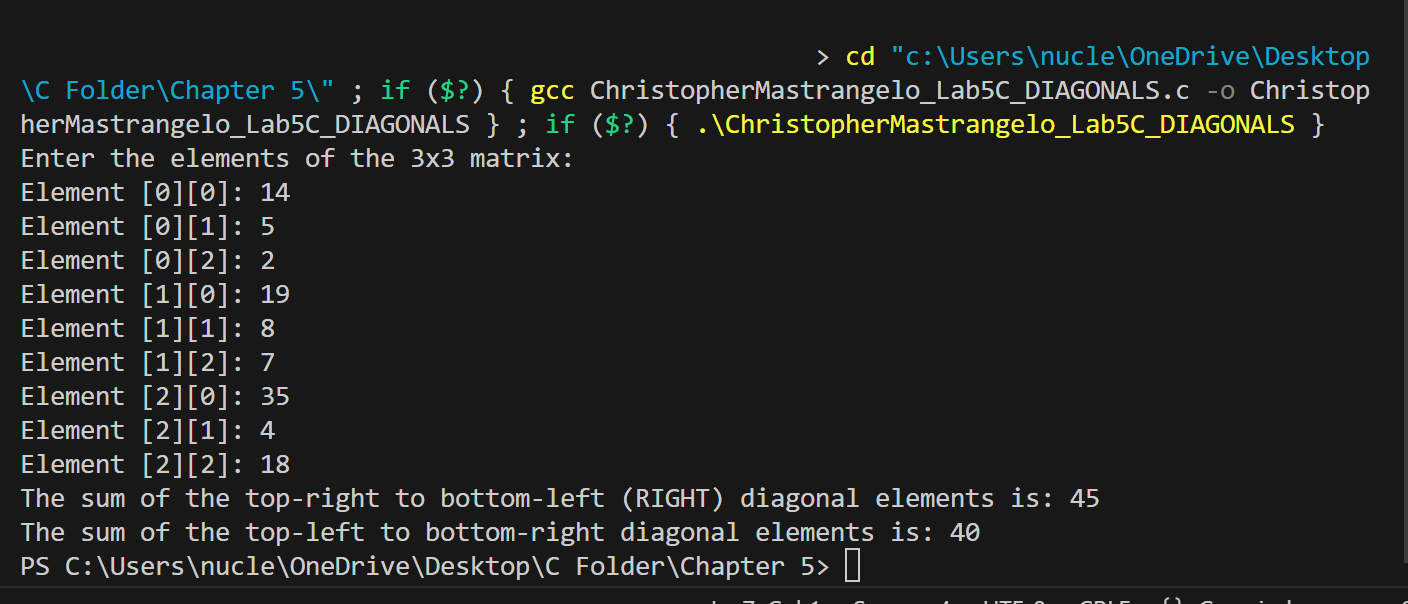 > cd "c:\Users\nucle\OneDrive\Desktop
\C Folder\Chapter 5\" ; if ($?) { gcc ChristopherMastrangelo_Lab5C_DIAGONALS.c -o Christop
herMastrangelo_Lab5C_DIAGONALS } ; if ($?) { .\ChristopherMastrangelo_Lab5C_DIAGONALS }
Enter the elements of the 3x3 matrix:
Element [0][0]: 14
Element [0][1]: 5
Element [0][2]: 2
Element [1][0]: 19
Element [1][1]: 8
Element [1][2]: 7
Element [2][0]: 35
Element [2][1]: 4
Element [2][2]: 18
The sum of the top-right to bottom-left (RIGHT) diagonal elements is: 45
The sum of the top-left to bottom-right diagonal elements is: 40
PS C:\Users\nucle\OneDrive\Desktop\C Folder\Chapter 5>